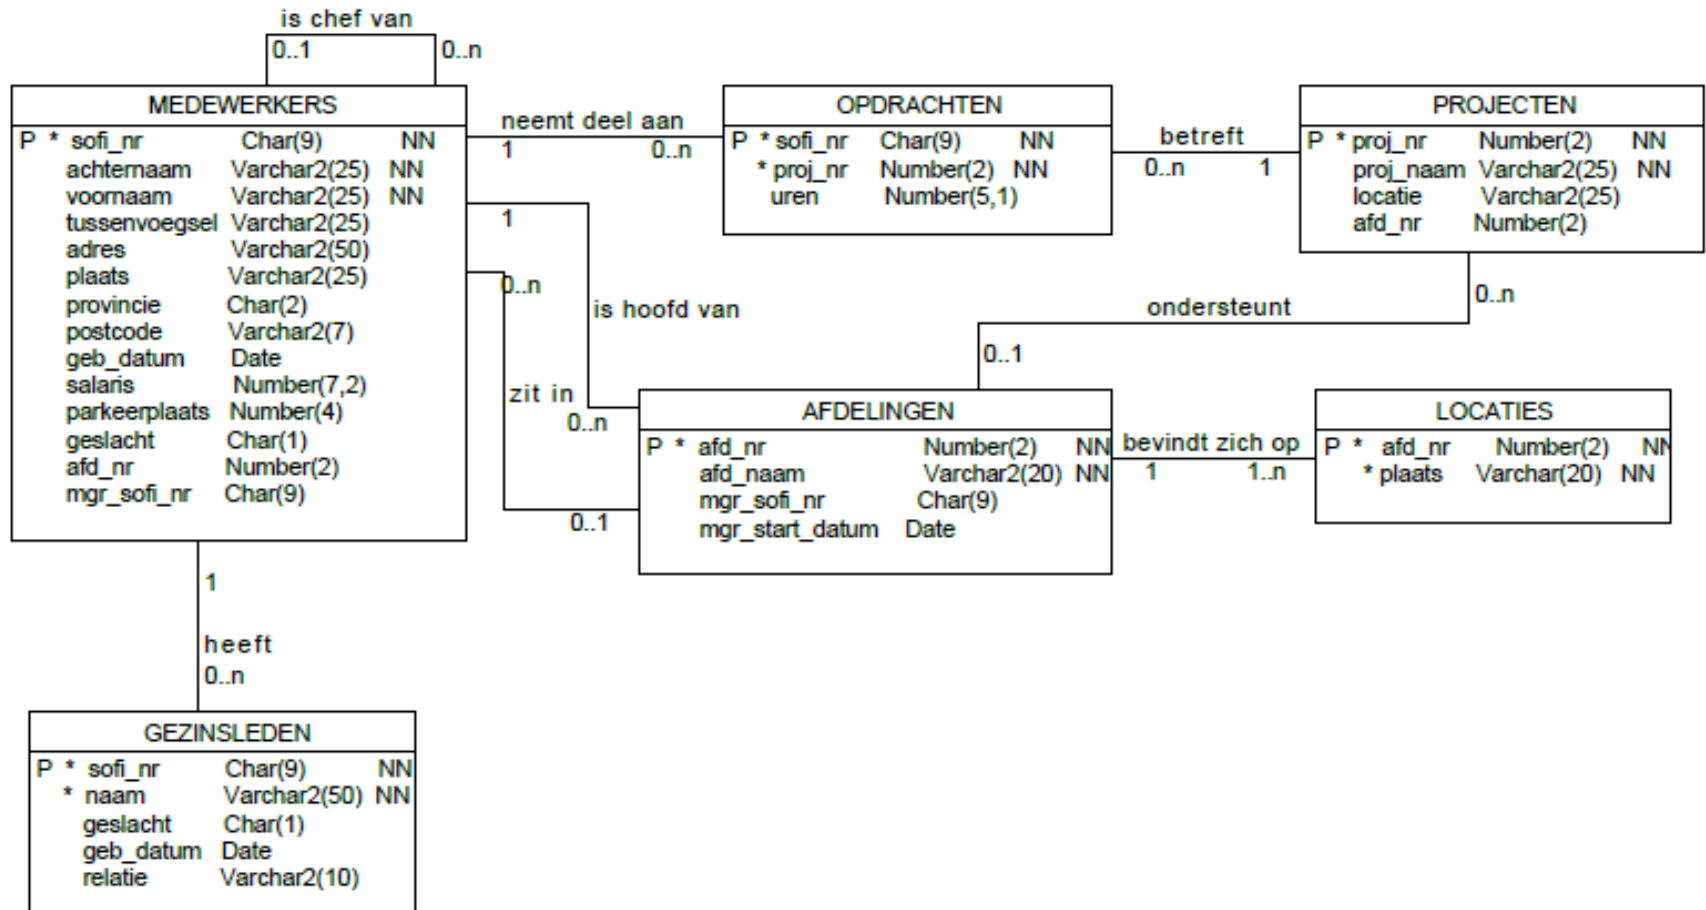 is chef van
0..1
0..n
MEDEWERKERS
P * sofi_nr Char(9) NN
achternaam Varchar2(25) NN
voornaam Varchar2(25) NN
tussenvoegsel Varchar2(25)
adres Varchar2(50)
plaats Varchar2(25)
provincie Char(2)
postcode Varchar2(7)
geb_datum Date
salaris Number(7,2)
parkeerplaats Number(4)
geslacht Char(1)
afd_nr Number(2)
mgr_sofi_nr Char(9)
neemt deel aan
1
0..n
OPDRACHTEN
P * sofi_nr Char(9) NN
* proj_nr Number(2) NN
uren Number(5,1)
betreft
0..n
1
PROJECTEN
P * proj_nr Number(2) NN
proj_naam Varchar2(25) NN
locatie Varchar2(25)
afd_nr Number(2)
1
is hoofd van
0..n
0..n
zit in
0..1
0..n
ondersteunt
0..1
AFDELINGEN
P * afd_nr Number(2) NN
afd_naam Varchar2(20) NN
mgr_sofi_nr Char(9)
mgr_start_datum Date
bevindt zich op
1
1..n
LOCATIES
P * afd_nr Number(2) NN
* plaats Varchar(20) NN
1
heeft
0..n
GEZINSLEDEN
P * sofi_nr Char(9) NN
* naam Varchar2(50) NN
geslacht Char(1)
geb_datum Date
relatie Varchar2(10)